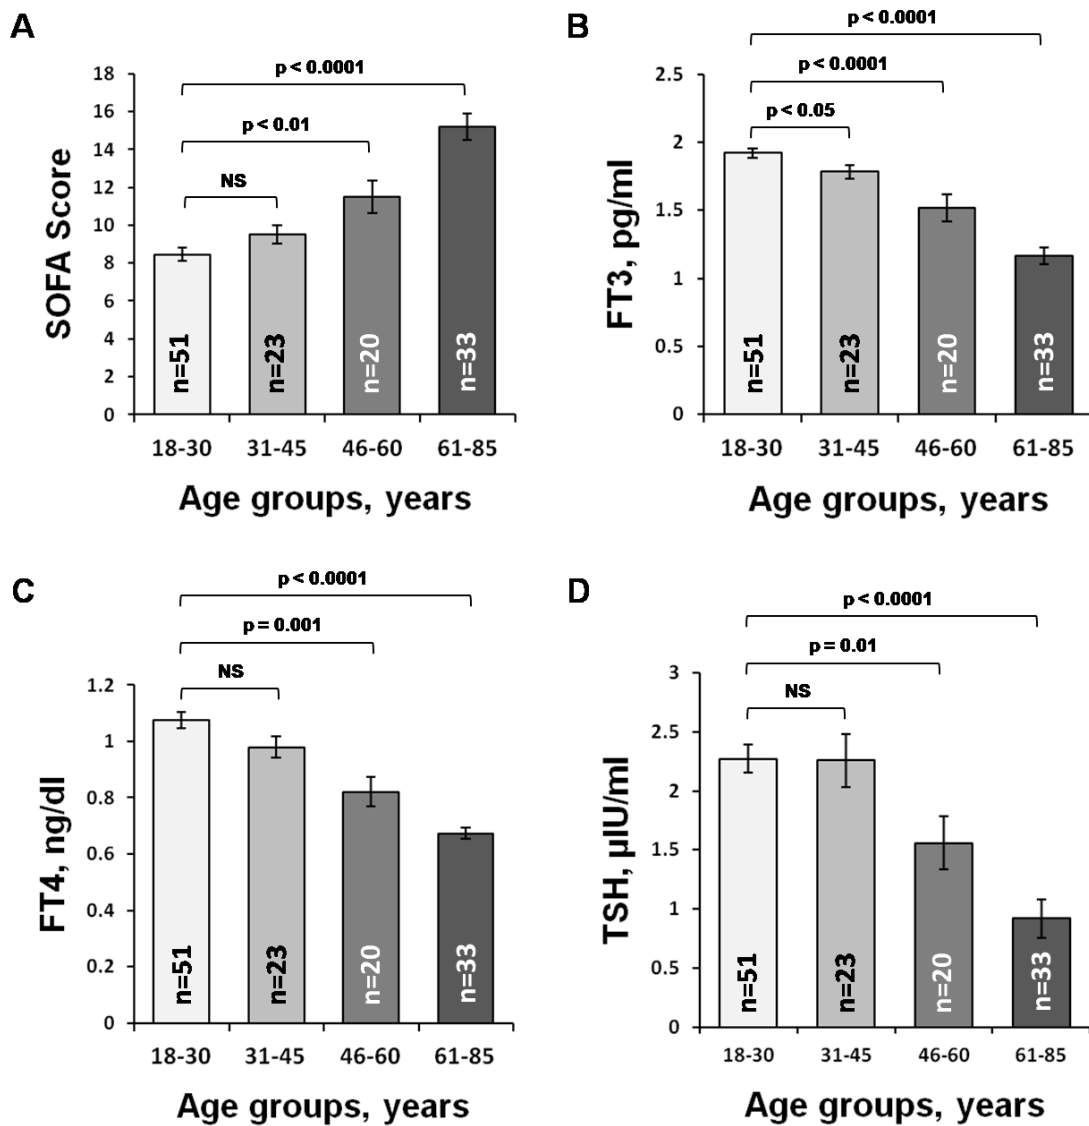 A
p < 0.0001
p < 0.01
NS
SOFA Score
18
16
14
12
10
8
6
4
2
0
n=51
n=23
n=20
n=33
18-30
31-45
46-60
61-85
Age groups, years
B
p < 0.0001
p < 0.0001
p < 0.05
FT3, pg/ml
2.5
2
1.5
1
0.5
0
n=51
n=23
n=20
n=33
18-30
31-45
46-60
61-85
Age groups, years
C
p < 0.0001
p = 0.001
NS
FT4, ng/dl
1.2
1
0.8
0.6
0.4
0.2
0
n=51
n=23
n=20
n=33
18-30
31-45
46-60
61-85
Age groups, years
D
p < 0.0001
p = 0.01
NS
TSH, µIU/ml
3
2.5
2
1.5
1
0.5
0
n=51
n=23
n=20
n=33
18-30
31-45
46-60
61-85
Age groups, years